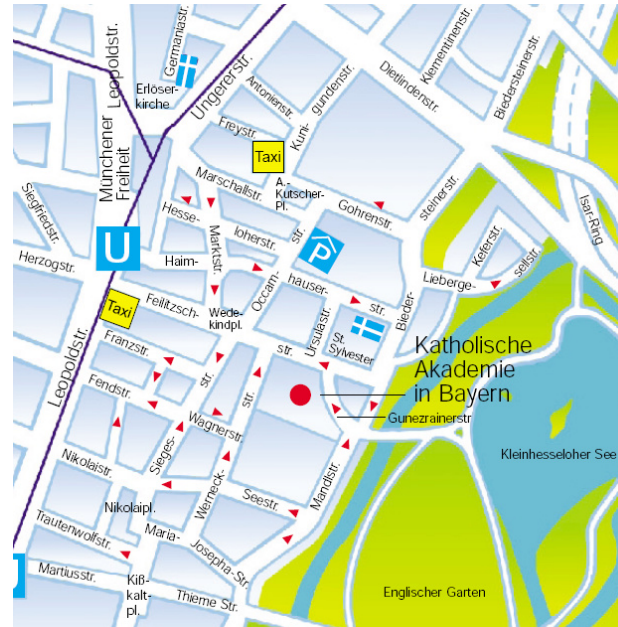 Leopoldstr.
Germaniastr.
Erlöser-
kirche
Ungererstr.
Antonienstr.
Freystr.
Kuni-
gundenstr.
Dietlindenstr.
Klementinenstr.
Biedersteinerstr.
Isar-Ring
Münchener
Freiheit
Siegfriedstr.
Herzogstr.
U
Taxi
Marschallstr.
A.-
Kutscher-
Pl.
Gohrenstr.
steinerstr.
Hesse-
loherstr.
Marktstr.
str.
P
Haim-
hauser-
str.
Occam-
Keferstr.
Lieberge-
sellstr.
Taxi
Feilitzsch-
Wede-
kindpl.
str.
Ursulastr.
St.
Sylvester
Bieder-
Leopoldstr.
Franzstr.
Fendstr.
str.
str.
Katholische
Akademie
in Bayern
Gunezrainerstr
Wagnerstr.
Sieges-
Werneck-
Nikolaistr.
Nikolaipl.
Seestr.
Mandlstr.
Kleinhesseloher See
Trautenwolfstr.
Maria-
Josepha-Str.
Martiusstr.
Kiß-
kalt-
pl.
Thieme Str.
Englischer Garten